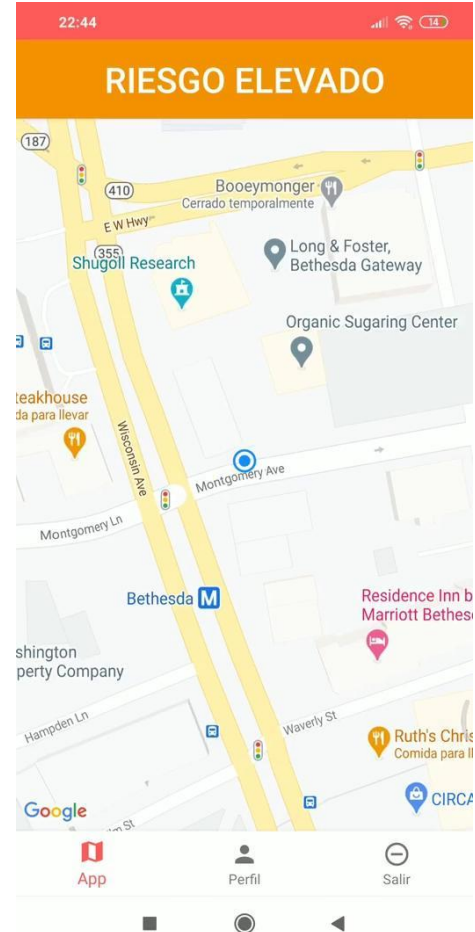 22:44
14
RIESGO ELEVADO
187
410
Booeymonger
Cerrado temporalmente
E W Hwy
355
Shugoll Research
Long & Foster,
Bethesda Gateway
Organic Sugaring Center
teakhouse
da para llevar
Wisconsin Ave
Montgomery Ave
Montgomery Ln
Bethesda M
Residence Inn b
Marriott Bethes
shington
perty Company
Hampden Ln
Waverly St
Ruth's Chris
Comida para ll
CIRCA
Google
m St
App
Perfil
Salir